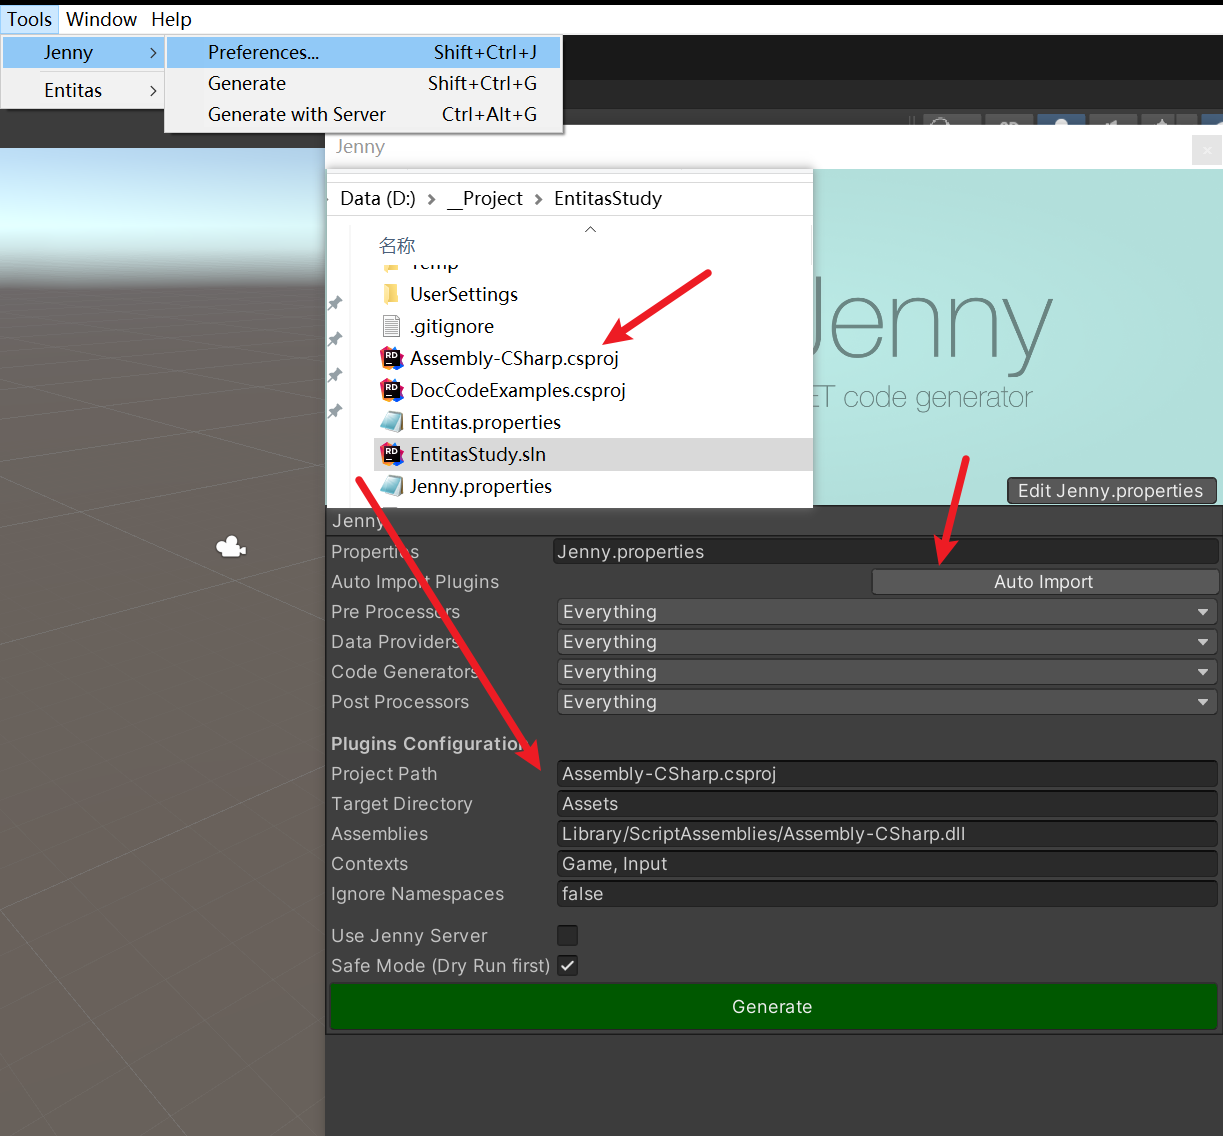 Tools Window Help
Jenny
Preferences... Shift+Ctrl+J
Generate Shift+Ctrl+G
Entitas
Generate with Server Ctrl+Alt+G
Jenny
Data (D:) __Project EntitasStudy
名称
Temp
UserSettings
.gitignore
Assembly-CSharp.csproj
DocCodeExamples.csproj
Entitas.properties
EntitasStudy.sln
Jenny.properties
Jenny
ET code generator
Edit Jenny.properties
Jenny
Properties Jenny.properties
Auto Import Plugins Auto Import
Pre Processors Everything
Data Providers Everything
Code Generators Everything
Post Processors Everything
Plugins Configuration
Project Path Assembly-CSharp.csproj
Target Directory Assets
Assemblies Library/ScriptAssemblies/Assembly-CSharp.dll
Contexts Game, Input
Ignore Namespaces false
Use Jenny Server
Safe Mode (Dry Run first)
Generate